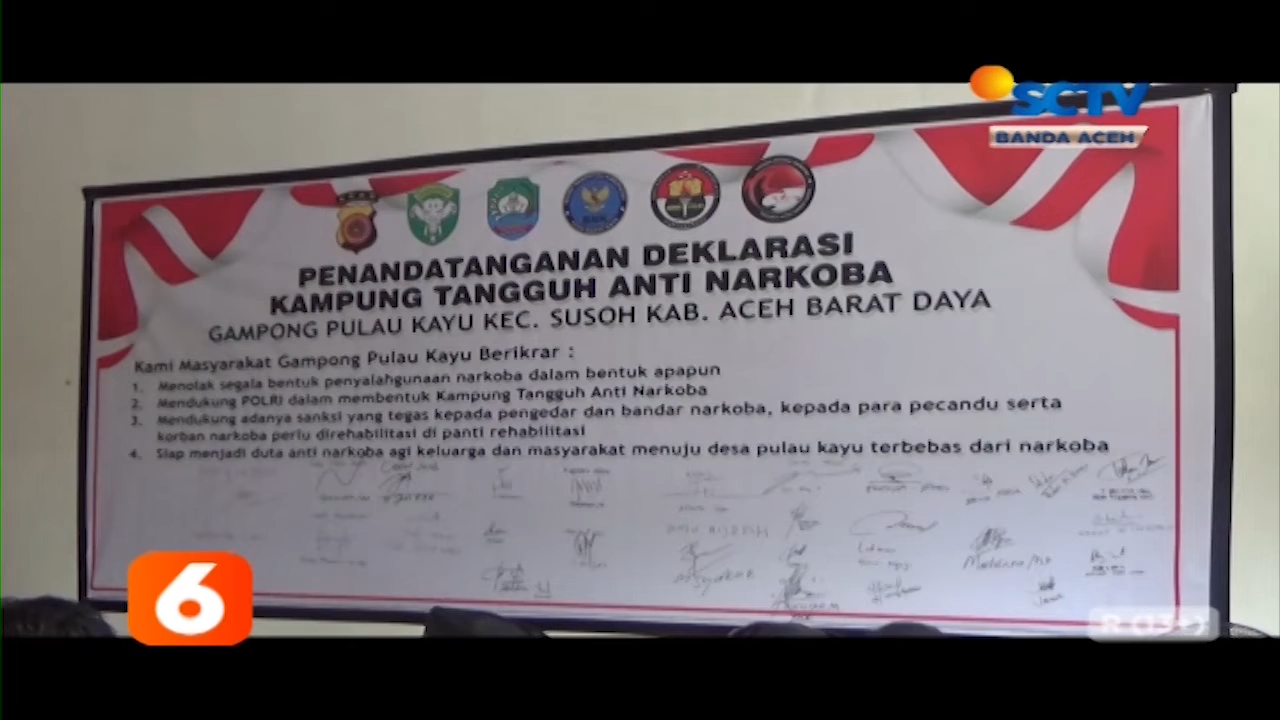 SCTV
BANDA ACEH
BNN
PENANDATANGANAN DEKLARASI
KAMPUNG TANGGUH ANTI NARKOBA
GAMPONG PULAU KAYU KEC. SUSOH KAB. ACEH BARAT DAYA
Kami Masyarakat Gampong Pulau Kayu Berikrar :
1. Menolak segala bentuk penyalahgunaan narkoba dalam bentuk apapun
2. Mendukung POLRI dalam membentuk Kampung Tangguh Anti Narkoba
3. Mendukung adanya sanksi yang tegas kepada pengedar dan bandar narkoba, kepada para pecandu serta
korban narkoba perlu direhabilitasi di panti rehabilitasi
4. Siap menjadi duta anti narkoba agi keluarga dan masyarakat menuju desa pulau kayu terbebas dari narkoba
6
R (13+)